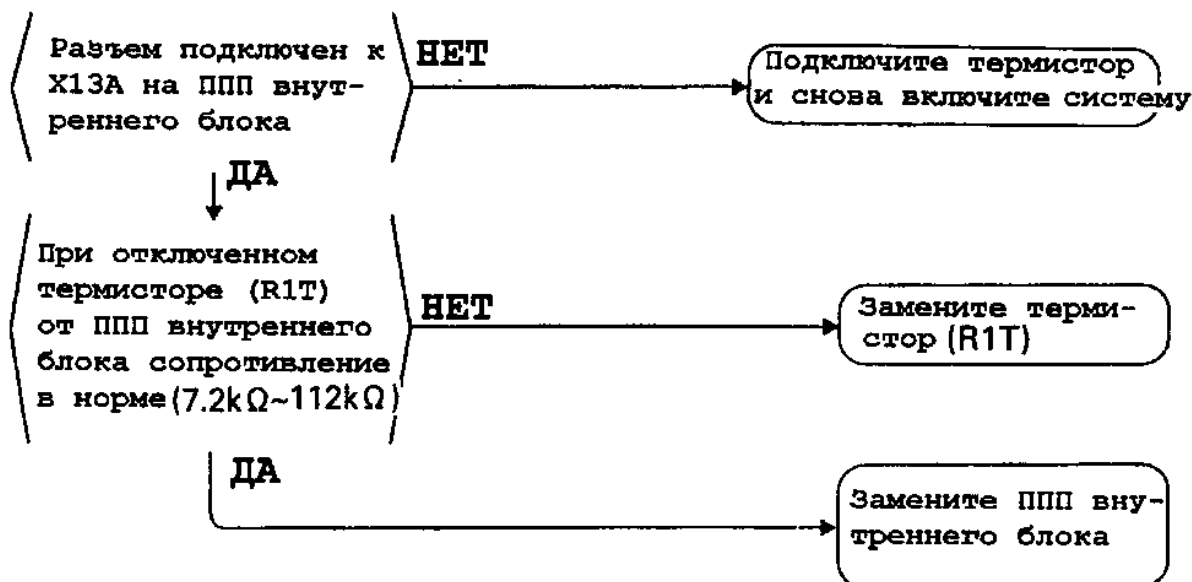 Разъем подключен к
X13A на ППП внут-
реннего блока
НЕТ
Подключите термистор
и снова включите систему
ДА
При отключенном
термисторе (R1T)
от ППП внутреннего
блока сопротивление
в норме (7.2kΩ~112kΩ)
НЕТ
Замените терми-
стор (R1T)
ДА
Замените ППП вну-
треннего блока